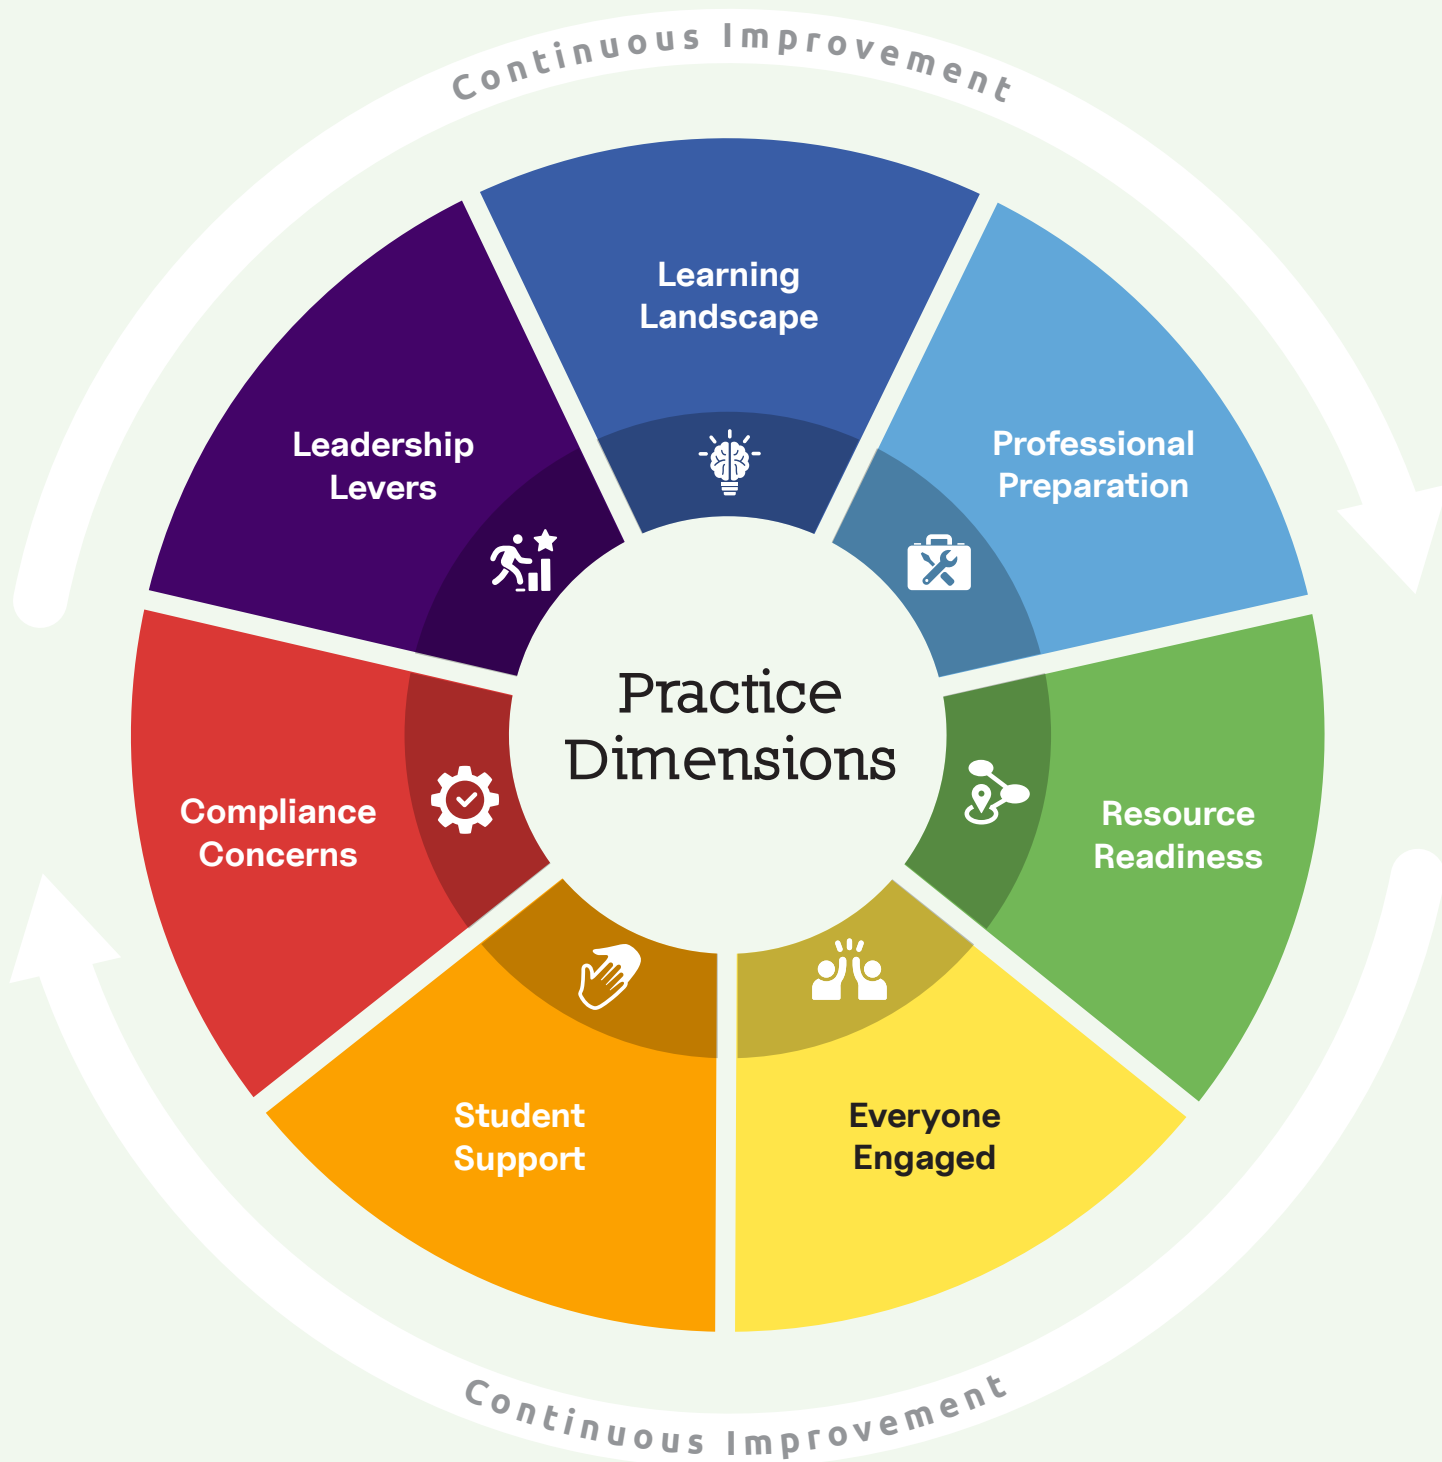 Continuous Improvement
Learning
Landscape
Professional
Preparation
Resource
Readiness
Everyone
Engaged
Student
Support
Compliance
Concerns
Leadership
Levers
Practice
Dimensions
Continuous Improvement